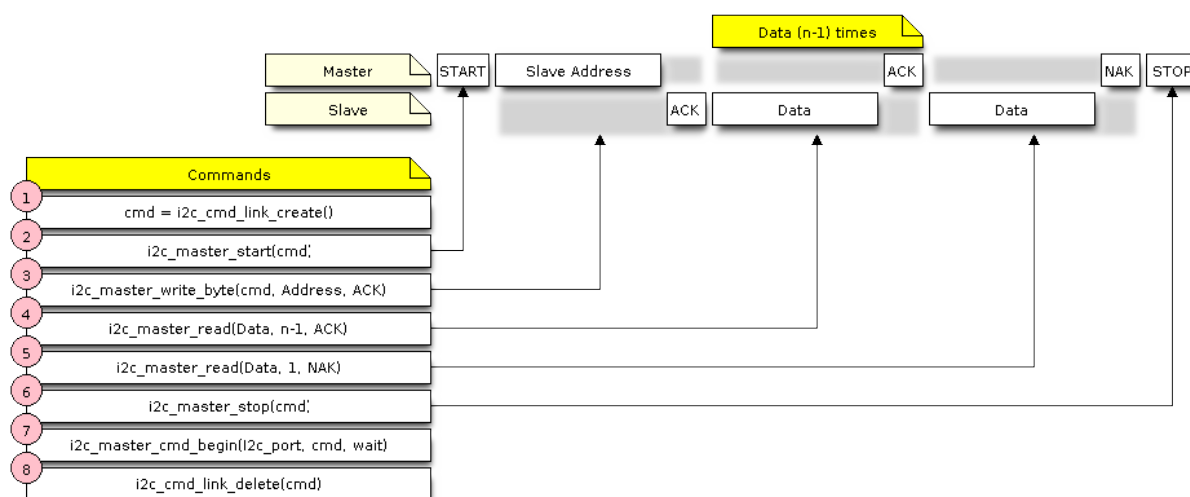 Data (n-1) times
Master START Slave Address ACK NAK STOP
Slave ACK Data Data
Commands
1
cmd = i2c_cmd_link_create()
2
i2c_master_start(cmd;
3
i2c_master_write_byte(cmd, Address, ACK)
4
i2c_master_read(Data, n-1, ACK)
5
i2c_master_read(Data, 1, NAK)
6
i2c_master_stop(cmd;
7
i2c_master_cmd_begin(I2c_port, cmd, wait)
8
i2c_cmd_link_delete(cmd)